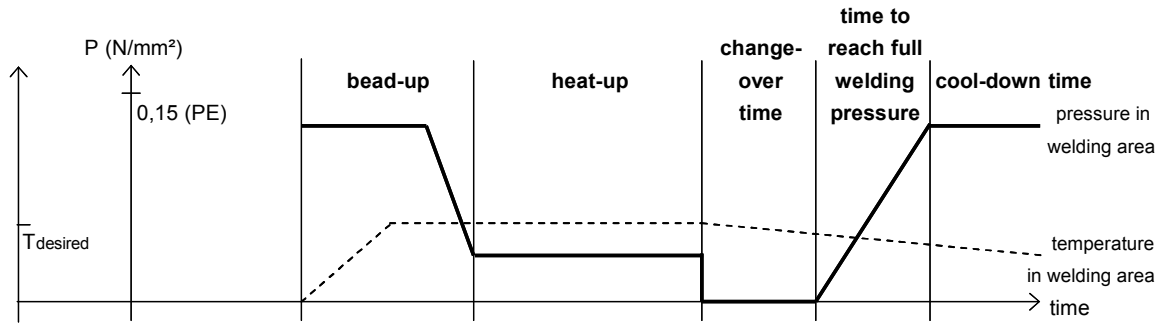 P (N/mm²)
0,15 (PE)
T desired
bead-up
heat-up
change-
over
time
time to
reach full
welding
pressure
cool-down time
pressure in
welding area
temperature
in welding area
time